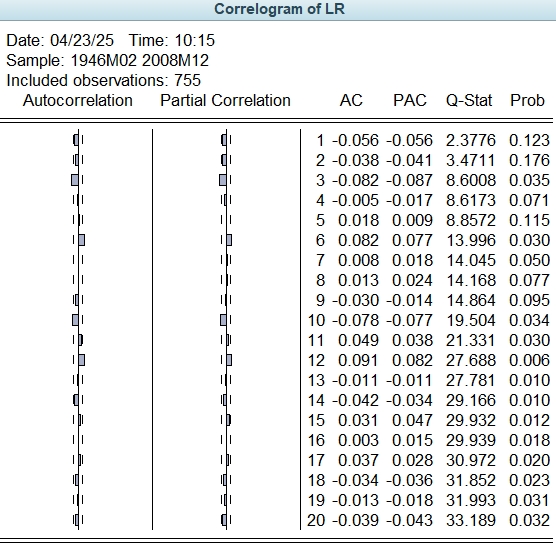 Correlogram of LR
Date: 04/23/25 Time: 10:15
Sample: 1946M02 2008M12
Included observations: 755
Autocorrelation Partial Correlation AC PAC Q-Stat Prob
1 -0.056 -0.056 2.3776 0.123
2 -0.038 -0.041 3.4711 0.176
3 -0.082 -0.087 8.6008 0.035
4 -0.005 -0.017 8.6173 0.071
5 0.018 0.009 8.8572 0.115
6 0.082 0.077 13.996 0.030
7 0.008 0.018 14.045 0.050
8 0.013 0.024 14.168 0.077
9 -0.030 -0.014 14.864 0.095
10 -0.078 -0.077 19.504 0.034
11 0.049 0.038 21.331 0.030
12 0.091 0.082 27.688 0.006
13 -0.011 -0.011 27.781 0.010
14 -0.042 -0.034 29.166 0.010
15 0.031 0.047 29.932 0.012
16 0.003 0.015 29.939 0.018
17 0.037 0.028 30.972 0.020
18 -0.034 -0.036 31.852 0.023
19 -0.013 -0.018 31.993 0.031
20 -0.039 -0.043 33.189 0.032